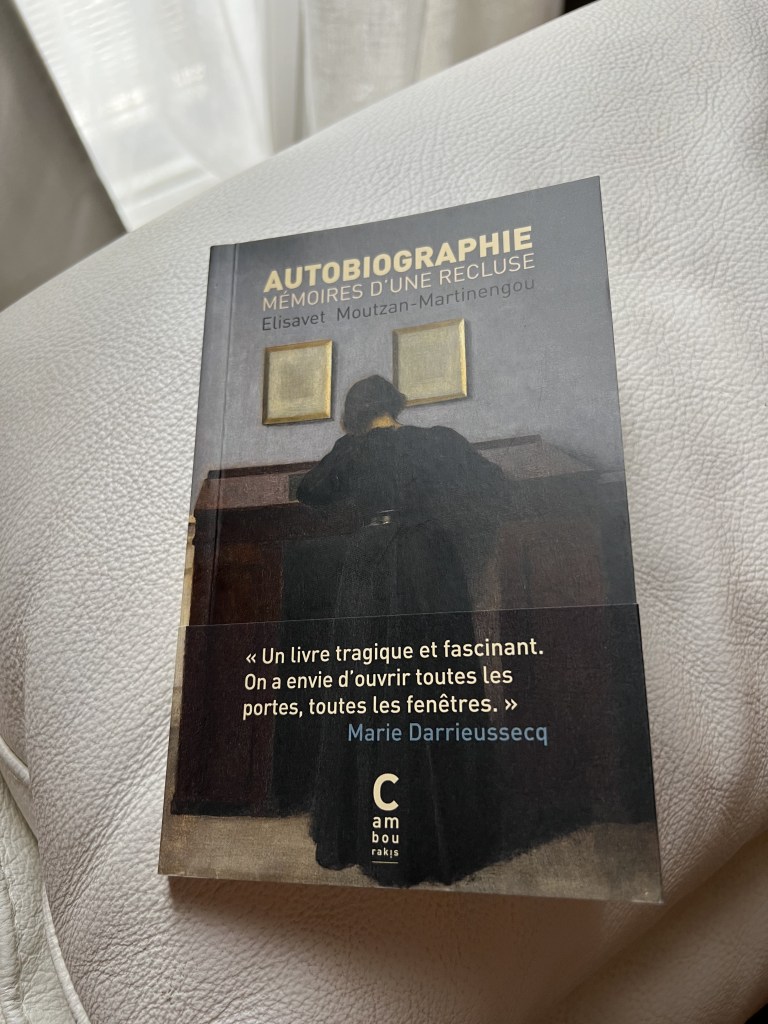 AUTOBIOGRAPHIE
MÉMOIRES D'UNE RECLUSE
Elisavet Moutzan-Martinengou
« Un livre tragique et fascinant.
On a envie d'ouvrir toutes les
portes, toutes les fenêtres. »
Marie Darrieussecq
C
am
bou
rakis